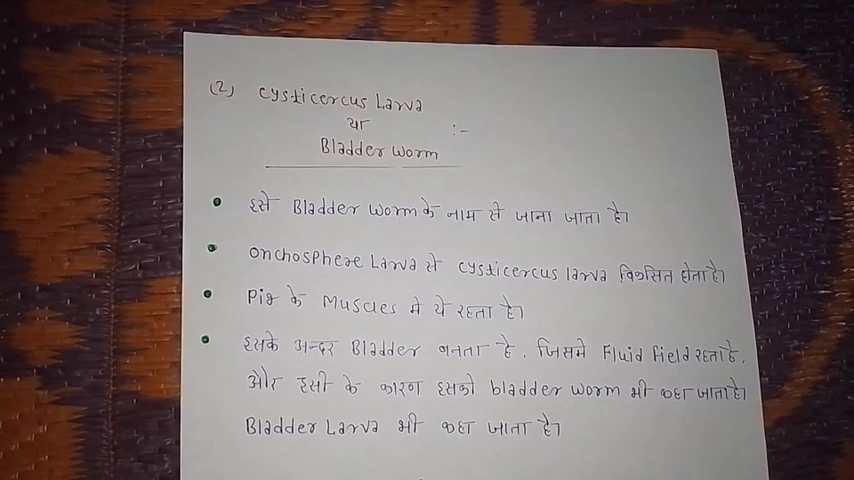 (2) Cysticercus Larva
या :-
Bladder Worm
इसे Bladder worm के नाम से जाना जाता है।
Onchosphere Larva से cysticercus larva विकसित होता है।
Pig के Muscles मे ये रहता है।
इसके अन्दर Bladder बनता है, जिसमे Fluid Field रहता है,
और इसी के कारण इसको bladder worm भी कहा जाता है।
Bladder Larva भी कहा जाता है।